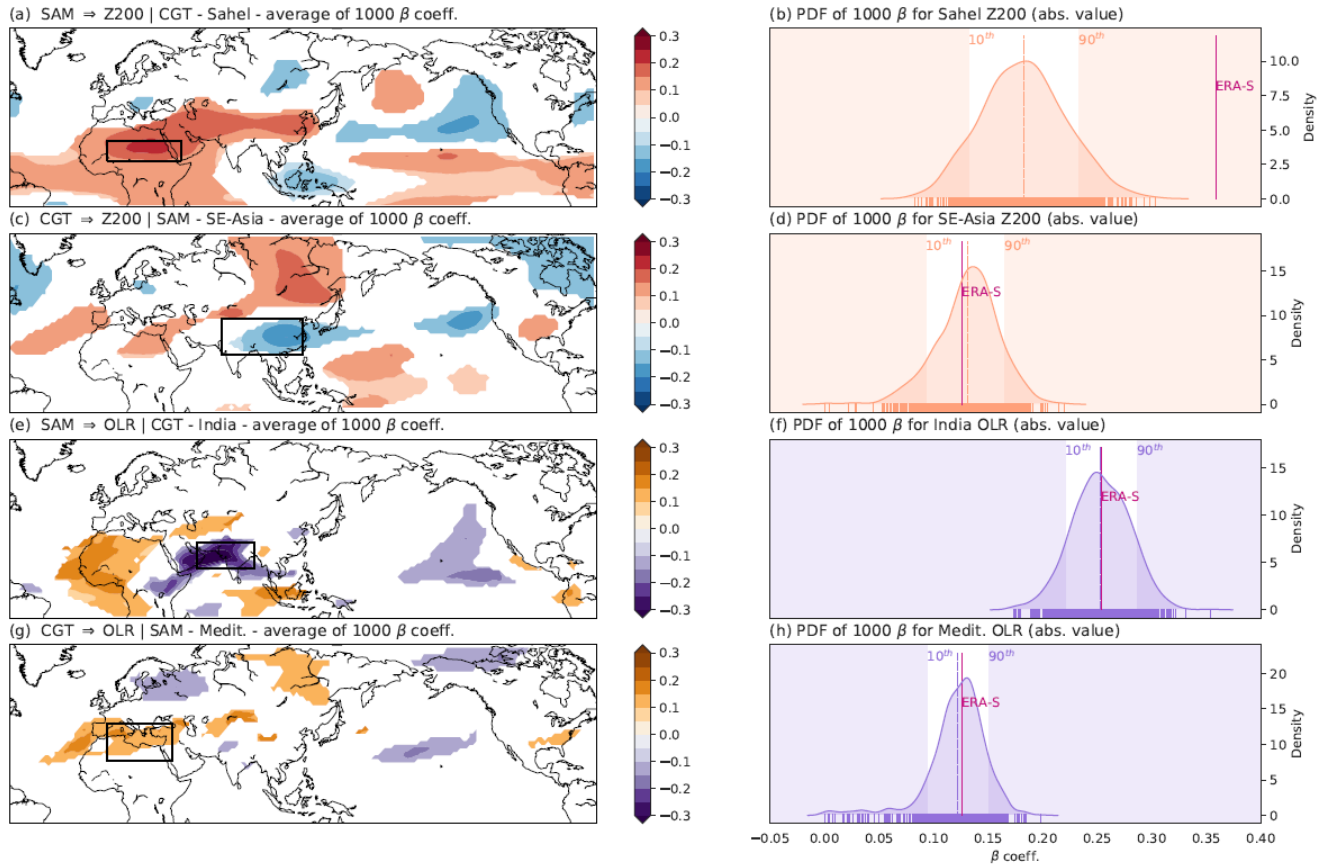 (a) SAM ⇒ Z200 | CGT - Sahel - average of 1000 β coeff.
0.3
0.2
0.1
0.0
−0.1
−0.2
−0.3
(b) PDF of 1000 β for Sahel Z200 (abs. value)
10th
90th
ERA-S
10.0
7.5
5.0
2.5
0.0
Density
(c) CGT ⇒ Z200 | SAM - SE-Asia - average of 1000 β coeff.
0.3
0.2
0.1
0.0
−0.1
−0.2
−0.3
(d) PDF of 1000 β for SE-Asia Z200 (abs. value)
10th
90th
ERA-S
15
10
5
0
Density
(e) SAM ⇒ OLR | CGT - India - average of 1000 β coeff.
0.3
0.2
0.1
0.0
−0.1
−0.2
−0.3
(f) PDF of 1000 β for India OLR (abs. value)
10th
90th
ERA-S
15
10
5
0
Density
(g) CGT ⇒ OLR | SAM - Medit. - average of 1000 β coeff.
0.3
0.2
0.1
0.0
−0.1
−0.2
−0.3
(h) PDF of 1000 β for Medit. OLR (abs. value)
10th
90th
ERA-S
20
15
10
5
0
Density
−0.05 0.00 0.05 0.10 0.15 0.20 0.25 0.30 0.35 0.40
β coeff.